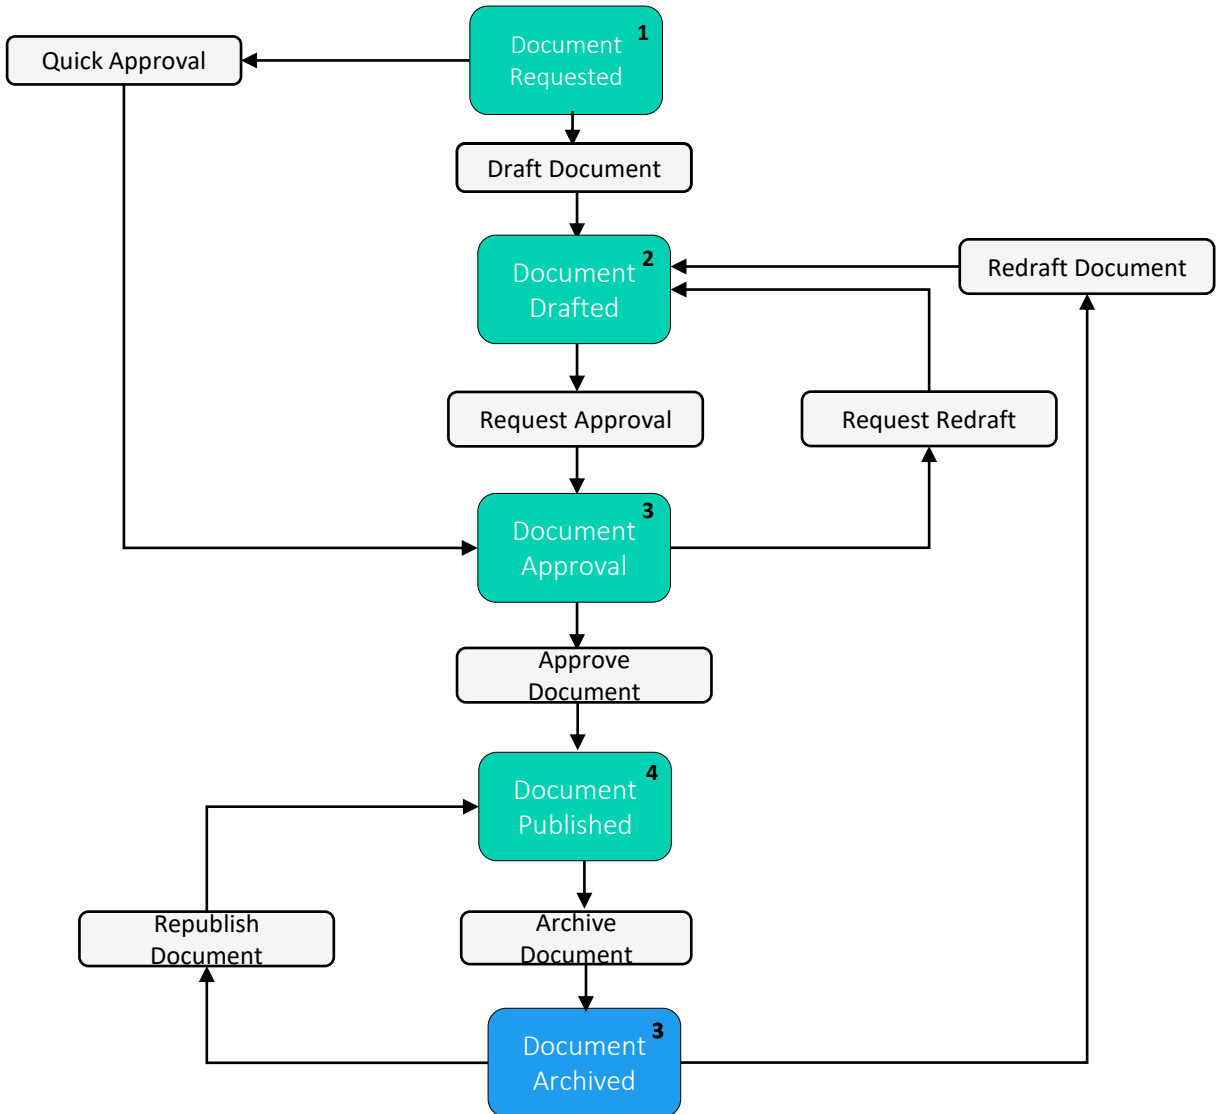 1
Document
Requested
Quick Approval
Draft Document
2
Document
Drafted
Redraft Document
Request Approval
Request Redraft
3
Document
Approval
Approve
Document
4
Document
Published
Republish
Document
Archive
Document
3
Document
Archived